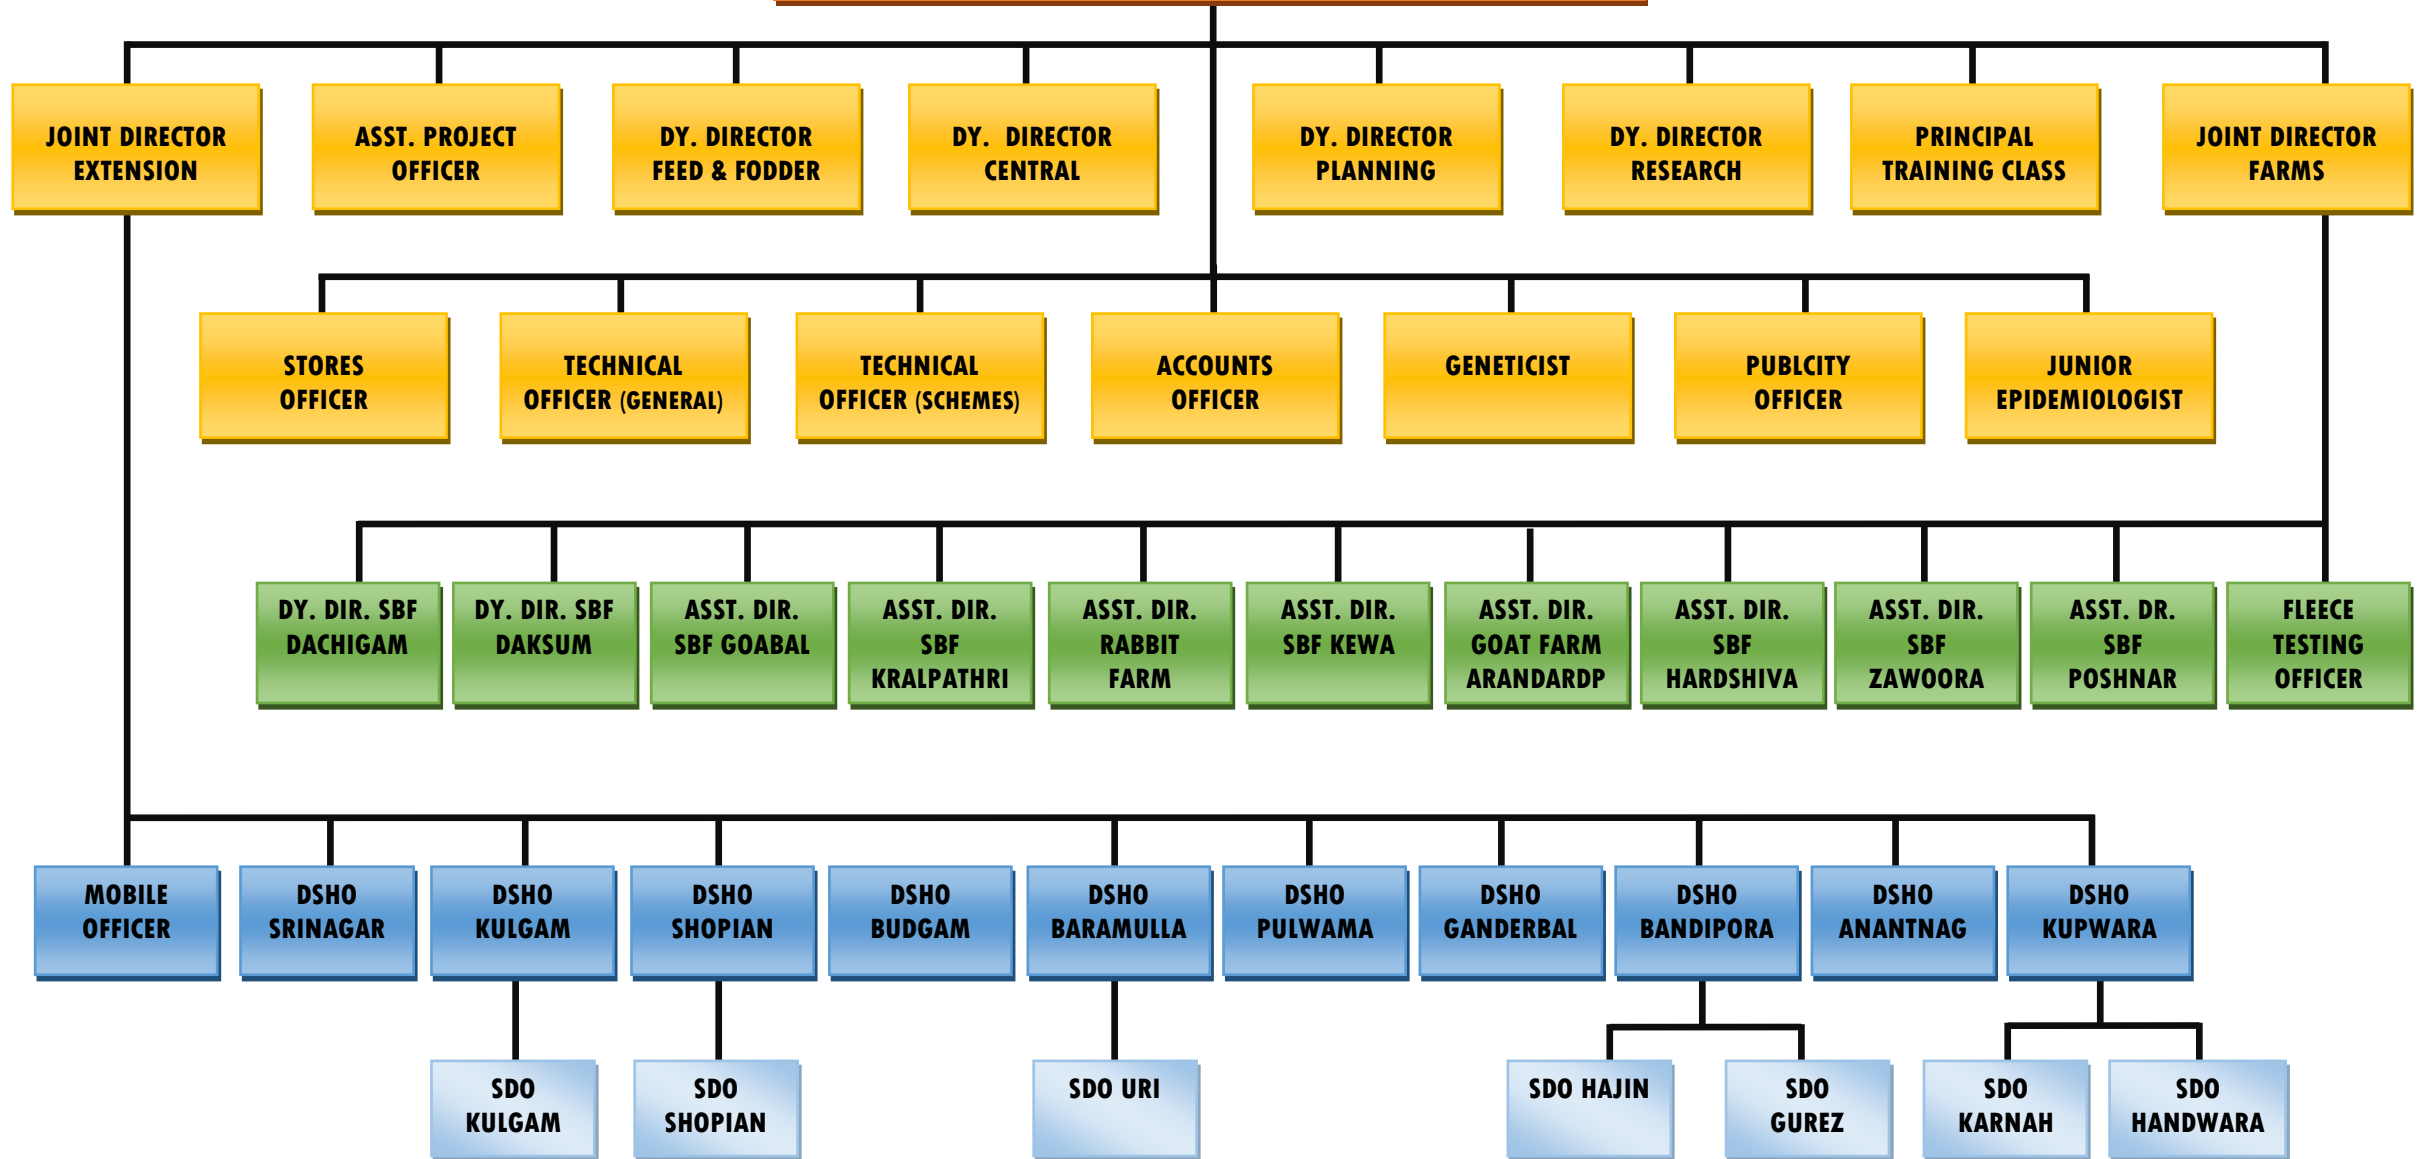 JOINT DIRECTOR
EXTENSION
ASST. PROJECT
OFFICER
DY. DIRECTOR
FEED & FODDER
DY. DIRECTOR
CENTRAL
DY. DIRECTOR
PLANNING
DY. DIRECTOR
RESEARCH
PRINCIPAL
TRAINING CLASS
JOINT DIRECTOR
FARMS
STORES
OFFICER
TECHNICAL
OFFICER (GENERAL)
TECHNICAL
OFFICER (SCHEMES)
ACCOUNTS
OFFICER
GENETICIST
PUBLCITY
OFFICER
JUNIOR
EPIDEMIOLOGIST
DY. DIR. SBF
DACHIGAM
DY. DIR. SBF
DAKSUM
ASST. DIR.
SBF GOABAL
ASST. DIR.
SBF
KRALPATHRI
ASST. DIR.
RABBIT
FARM
ASST. DIR.
SBF KEWA
ASST. DIR.
GOAT FARM
ARANDARDP
ASST. DIR.
SBF
HARDSHIVA
ASST. DIR.
SBF
ZAWOORA
ASST. DR.
SBF
POSHNAR
FLEECE
TESTING
OFFICER
MOBILE
OFFICER
DSHO
SRINAGAR
DSHO
KULGAM
DSHO
SHOPIAN
DSHO
BUDGAM
DSHO
BARAMULLA
DSHO
PULWAMA
DSHO
GANDERBAL
DSHO
BANDIPORA
DSHO
ANANTNAG
DSHO
KUPWARA
SDO
KULGAM
SDO
SHOPIAN
SDO URI
SDO HAJIN
SDO
GUREZ
SDO
KARNAH
SDO
HANDWARA